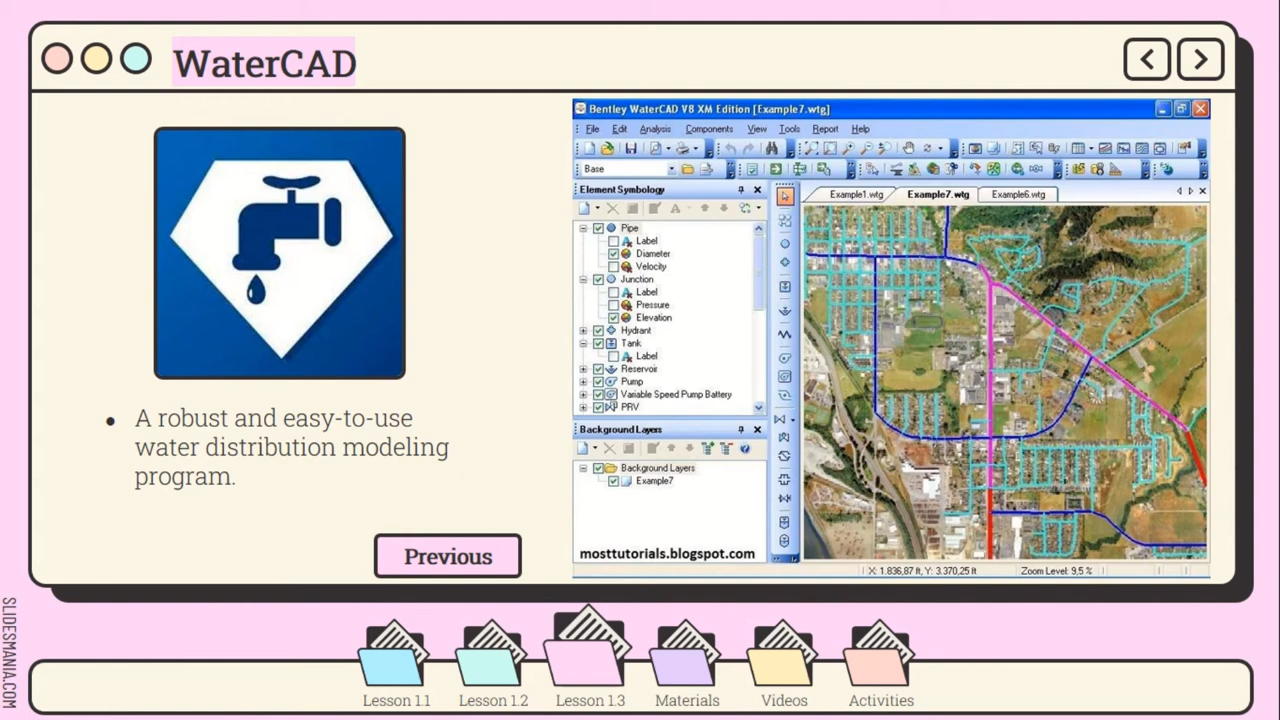 WaterCAD
A robust and easy-to-use
water distribution modeling
program.
Previous
Bentley WaterCAD V8 XM Edition [Example7.wtg]
File Edit Analysis Components View Tools Report Help
Base
Element Symbology
Pipe
Label
Diameter
Velocity
Junction
Label
Pressure
Elevation
Hydrant
Tank
Label
Reservoir
Pump
Variable Speed Pump Battery
PRV
Background Layers
Background Layers
Example7
mosttutorials.blogspot.com
Example1.wtg Example7.wtg Example6.wtg
X: 1.836,87 ft, Y: 3.370,25 ft Zoom Level: 9,5 %
SLIDESMANIA.COM
Lesson 1.1 Lesson 1.2 Lesson 1.3 Materials Videos Activities